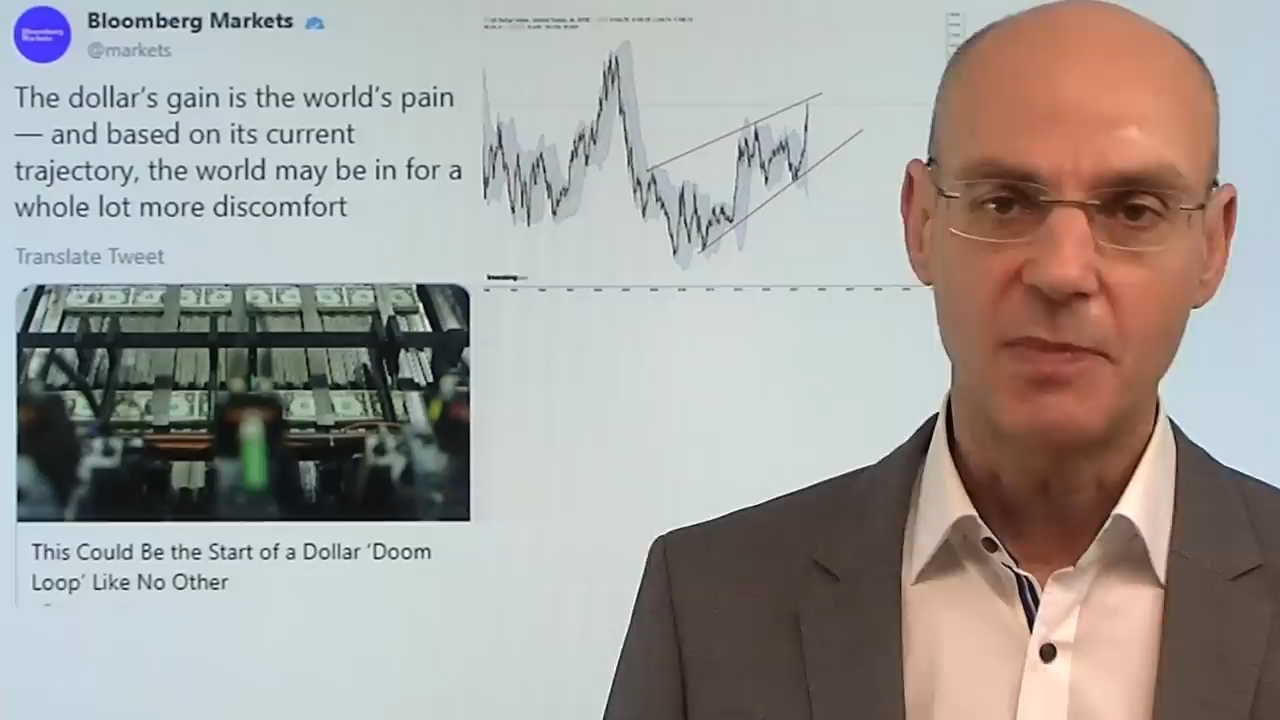 Bloomberg Markets
@markets
The dollar's gain is the world's pain
— and based on its current
trajectory, the world may be in for a
whole lot more discomfort
Translate Tweet
This Could Be the Start of a Dollar 'Doom
Loop' Like No Other
Investing